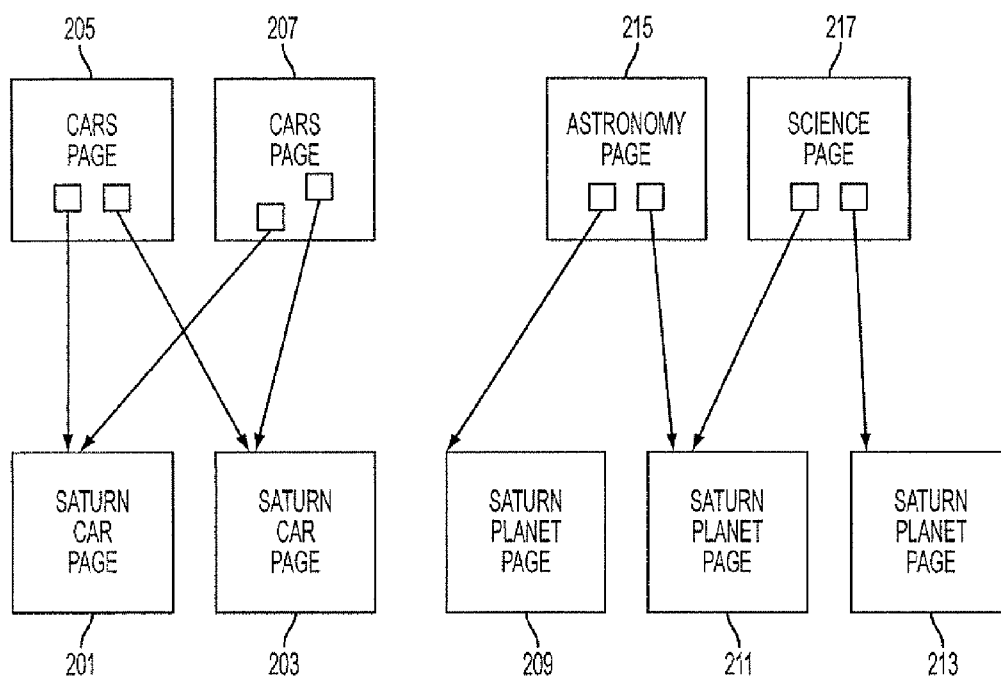 205
207
215
217
CARS
PAGE
CARS
PAGE
ASTRONOMY
PAGE
SCIENCE
PAGE
SATURN
CAR
PAGE
SATURN
CAR
PAGE
SATURN
PLANET
PAGE
SATURN
PLANET
PAGE
SATURN
PLANET
PAGE
201
203
209
211
213